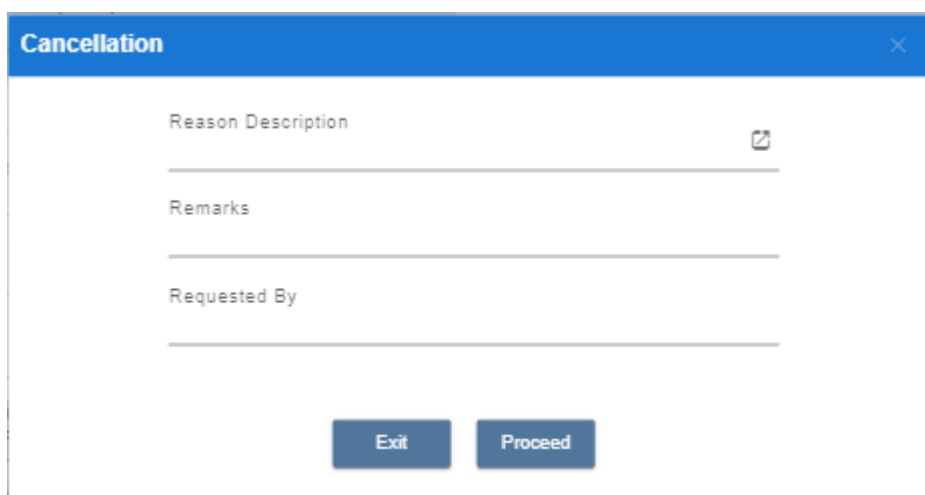 Cancellation
Reason Description
Remarks
Requested By
Exit Proceed